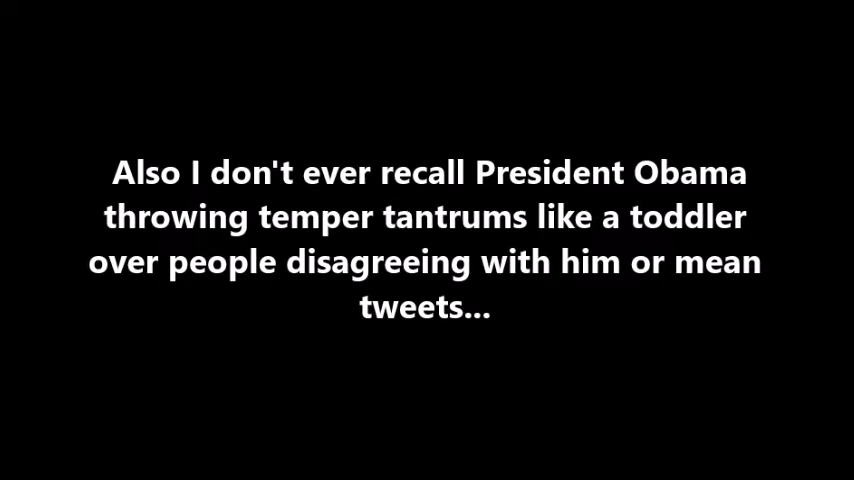 Also I don't ever recall President Obama
throwing temper tantrums like a toddler
over people disagreeing with him or mean
tweets...